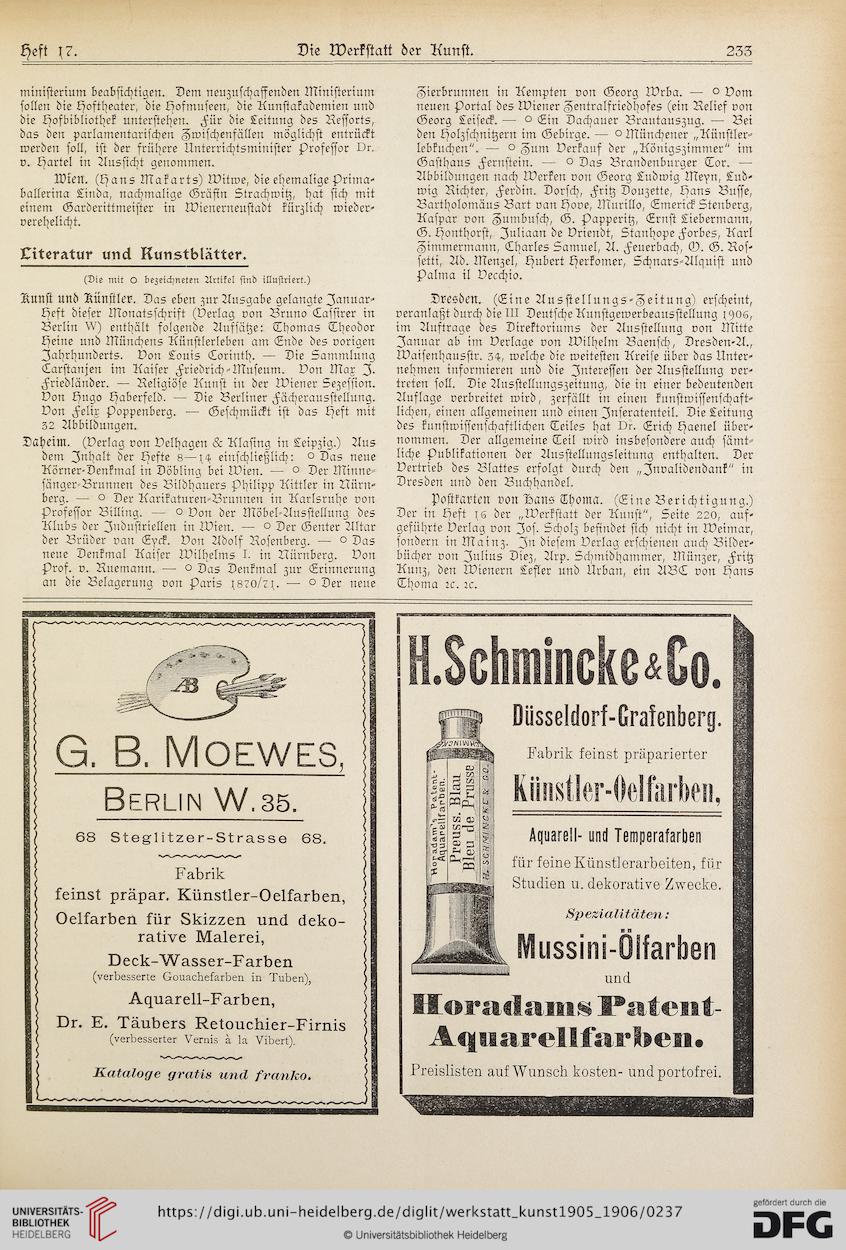 Heft 17.
Die Werkstatt der Kunst.
233
ministerium beabsichtigen. Dem neuzuschaffenden Ministerium
sollen die Hoftheater, die Hofmuseen, die Kunstakademien und
die Hofbibliothek unterstehen. Für die Leitung des Ressorts,
das den parlamentarischen Zwischenfällen möglichst entrückt
werden soll, ist der frühere Unterrichtsminister Professor Dr.
v. Hartel in Aussicht genommen.
Wien. (Hans Makarts) Witwe, die ehemalige Prima-
ballerina Linda, nachmalige Gräfin Strachwitz, hat sich mit
einem Garderittmeister in Wienerneustadt kürzlich wieder-
verehelicht.
Literatur und Kunstblätter.
(Die mit O bezeichneten Artikel sind illustriert.)
Kunst und Künstler. Das eben zur Ausgabe gelangte Januar-
Heft dieser Monatsschrift (Verlag von Bruno Cassirer in
Berlin W) enthält folgende Aufsätze: Thomas Theodor
Heine und Münchens Künstlerleben am Ende des vorigen
Jahrhunderts. Von Louis Corinth. — Die Sammlung
Carstanjen im Kaiser Friedrich-Museum. Von Max J.
Friedländer. — Religiöse Kunst in der Wiener Sezession.
Von Hugo Haberfeld. — Die Berliner Fächerausstellung.
Von Felix Poppenberg. — Geschmückt ist das Heft mit
32 Abbildungen.
Daheim. (Verlag von Velhagen & Klasing in Leipzig.) Aus
dem Inhalt der Hefte 8—14 einschließlich: O Das neue
Körner-Denkmal in Döbling bei Wien. — O Der Minne-
sänger-Brunnen des Bildhauers Philipp Kittler in Nürn-
berg. — O Der Karikaturen-Brunnen in Karlsruhe von
Professor Billing. — O Von der Möbel-Ausstellung des
Klubs der Industriellen in Wien. — O Der Genter Altar
der Brüder van Eyck. Von Adolf Rosenberg. — O Das
neue Denkmal Kaiser Wilhelms I. in Nürnberg. Von
Prof. v. Ruemann. — O Das Denkmal zur Erinnerung
an die Belagerung von Paris 1870/71. — O Der neue
Zierbrunnen in Kempten von Georg Wrba. — O Vom
neuen Portal des Wiener Zentralfriedhofes (ein Relief von
Georg Leiseck. — O Ein Dachauer Brautauszug. — Bei
den Holzschnitzern im Gebirge. — O Münchener „Künstler-
lebkuchen“. — O Zum Verkauf der „Königszimmer“ im
Gasthaus Fernstein. — O Das Brandenburger Tor. —
Abbildungen nach Werken von Georg Ludwig Meyn, Lud-
wig Richter, Ferdin. Dorsch, Fritz Douzette, Hans Busse,
Bartholomäus Bart van Hove, Murillo, Emerick Stenberg,
Kaspar von Zumbusch, G. Papperitz, Ernst Liebermann,
G. Honthorst, Juliaan de Vriendt, Stanhope Forbes, Karl
Zimmermann, Charles Samuel, A. Feuerbach, O. G. Ros-
setti, Ad. Menzel, Hubert Herkomer, Schnars-Alquist und
Palma il Vecchio.
Dresden. (Eine Ausstellungs-Zeitung) erscheint,
veranlaßt durch die III Deutsche Kunstgewerbeausstellung 1906,
im Auftrage des Direktoriums der Ausstellung von Mitte
Januar ab im Verlage von Wilhelm Baensch, Dresden-A.,
Waisenhausstr. 34, welche die weitesten Kreise über das Unter-
nehmen informieren und die Interessen der Ausstellung ver-
treten soll. Die Ausstellungszeitung, die in einer bedeutenden
Auflage verbreitet wird, zerfällt in einen kunstwissenschaft-
lichen, einen allgemeinen und einen Inseratenteil. Die Leitung
des kunstwissenschaftlichen Teiles hat Dr. Erich Haenel über-
nommen. Der allgemeine Teil wird insbesondere auch sämt-
liche Publikationen der Ausstellungsleitung enthalten. Der
Vertrieb des Blattes erfolgt durch den „Invalidendank“ in
Dresden und den Buchhandel.
Postkarten von Hans Thoma. (Eine Berichtigung.)
Der in Heft 16 der „Werkstatt der Kunst“, Seite 220, auf-
geführte Verlag von Jos. Scholz befindet sich nicht in Weimar,
sondern in Mainz. In diesem Verlag erschienen auch Bilder-
bücher von Julius Diez, Arp. Schmidhammer, Münzer, Fritz
Kunz, den Wienern Lefler und Urban, ein ABC von Hans
Thoma ꝛc. ꝛc.
AB
G. B. MOEWES,
BERLIN W. 35.
68 Steglitzer-Strasse 68.
Fabrik
feinst präpar. Künstler-Oelfarben,
Oelfarben für Skizzen und deko-
rative Malerei,
Deck-Wasser-Farben
(verbesserte Gouachefarben in Tuben),
Aquarell-Farben,
Dr. E. Täubers Retouchier-Firnis
(verbesserter Vernis à la Vibert).
Kataloge gratis und franko.
H. Schmincke & Co.
Düsseldorf-Grafenberg.
Fabrik feinst präparierter
Künstler-Oelfarben,
Aquarell- und Temperafarben
für feine Künstlerarbeiten, für
Studien u. dekorative Zwecke.
Spezialitäten:
Mussini-Ölfarben
und
Horadams Patent-
Aquarellfarben.
Preislisten auf Wunsch kosten- und portofrei.
Horadam's Patent-
Aquarellfarben.
Preuss. Blau
Bleu de Prusse
H. SCHMINCKE & CO.
UNIVERSITÄTS-
BIBLIOTHEK
HEIDELBERG
https://digi.ub.uni-heidelberg.de/diglit/werkstatt_kunst1905_1906/0237
© Universitätsbibliothek Heidelberg
gefördert durch die
DFG